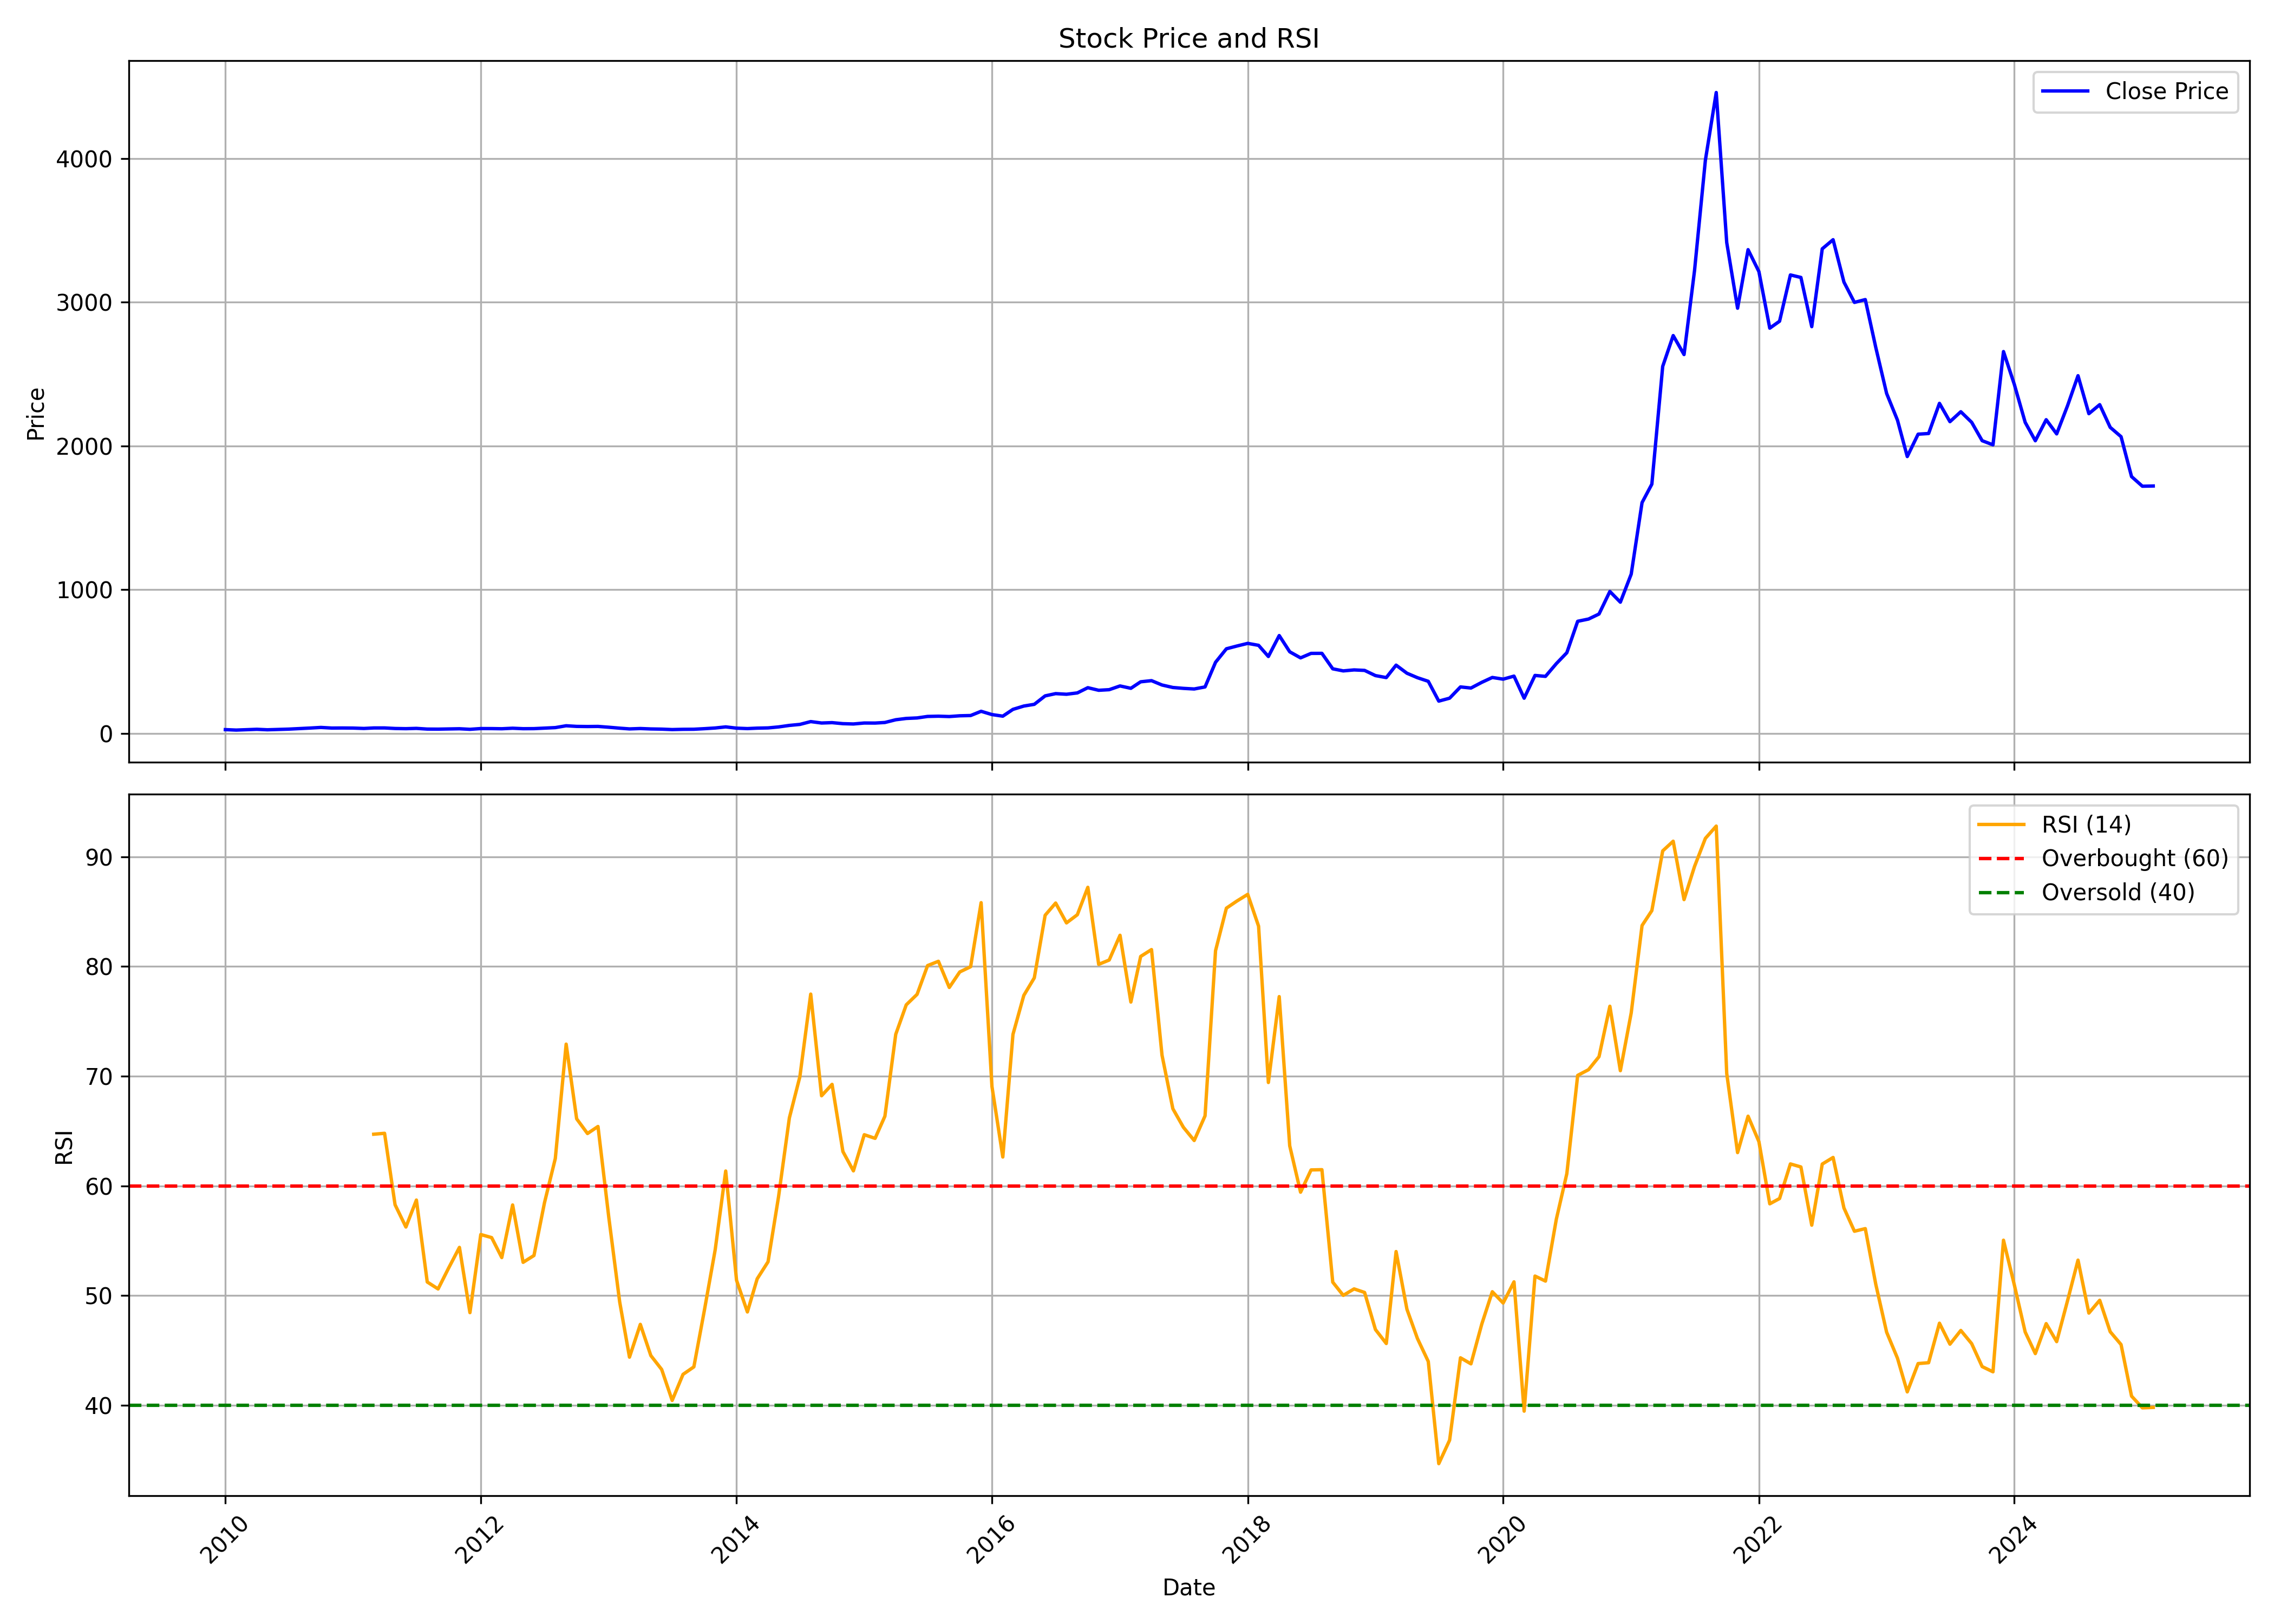 Stock Price and RSI
Close Price
4000
3000
2000
1000
0
Price
RSI (14)
Overbought (60)
Oversold (40)
90
80
70
60
50
40
RSI
2010
2012
2014
2016
2018
2020
2022
2024
Date